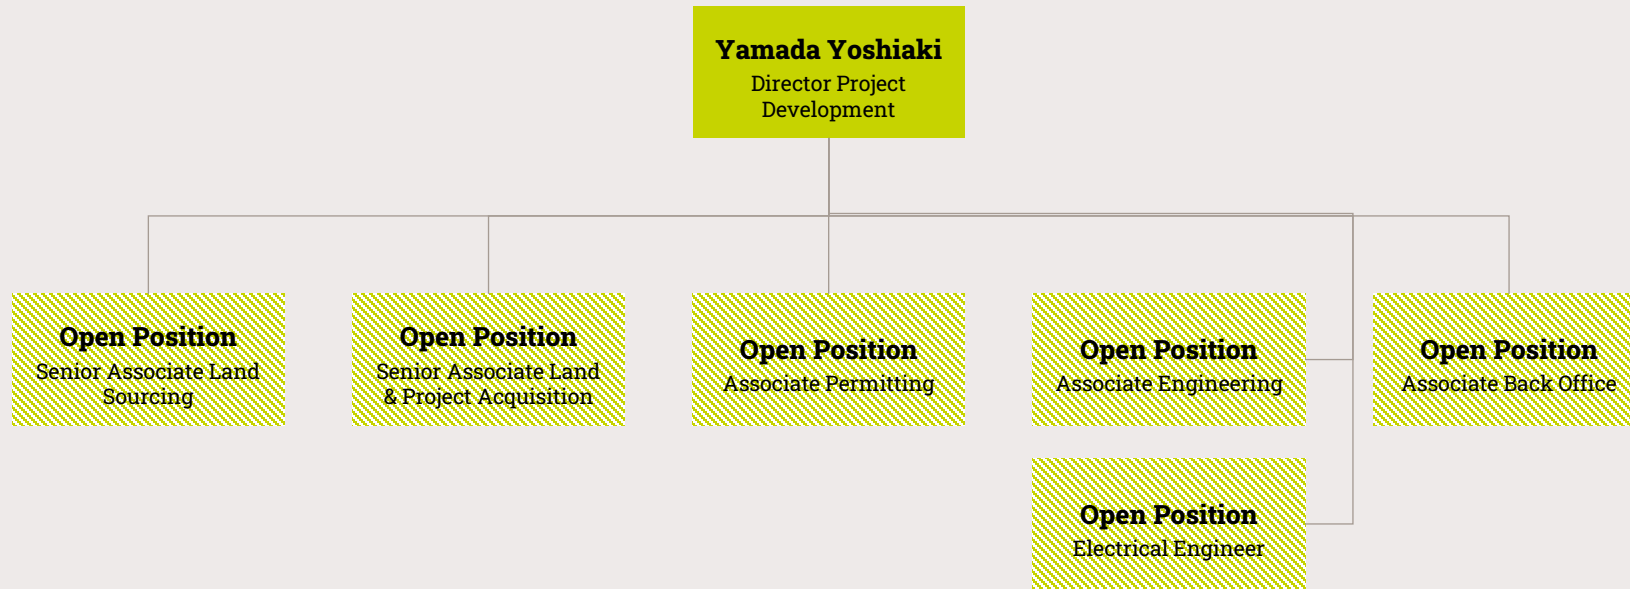 Yamada Yoshiaki
Director Project
Development
Open Position
Senior Associate Land
Sourcing
Open Position
Senior Associate Land
& Project Acquisition
Open Position
Associate Permitting
Open Position
Associate Engineering
Open Position
Associate Back Office
Open Position
Electrical Engineer